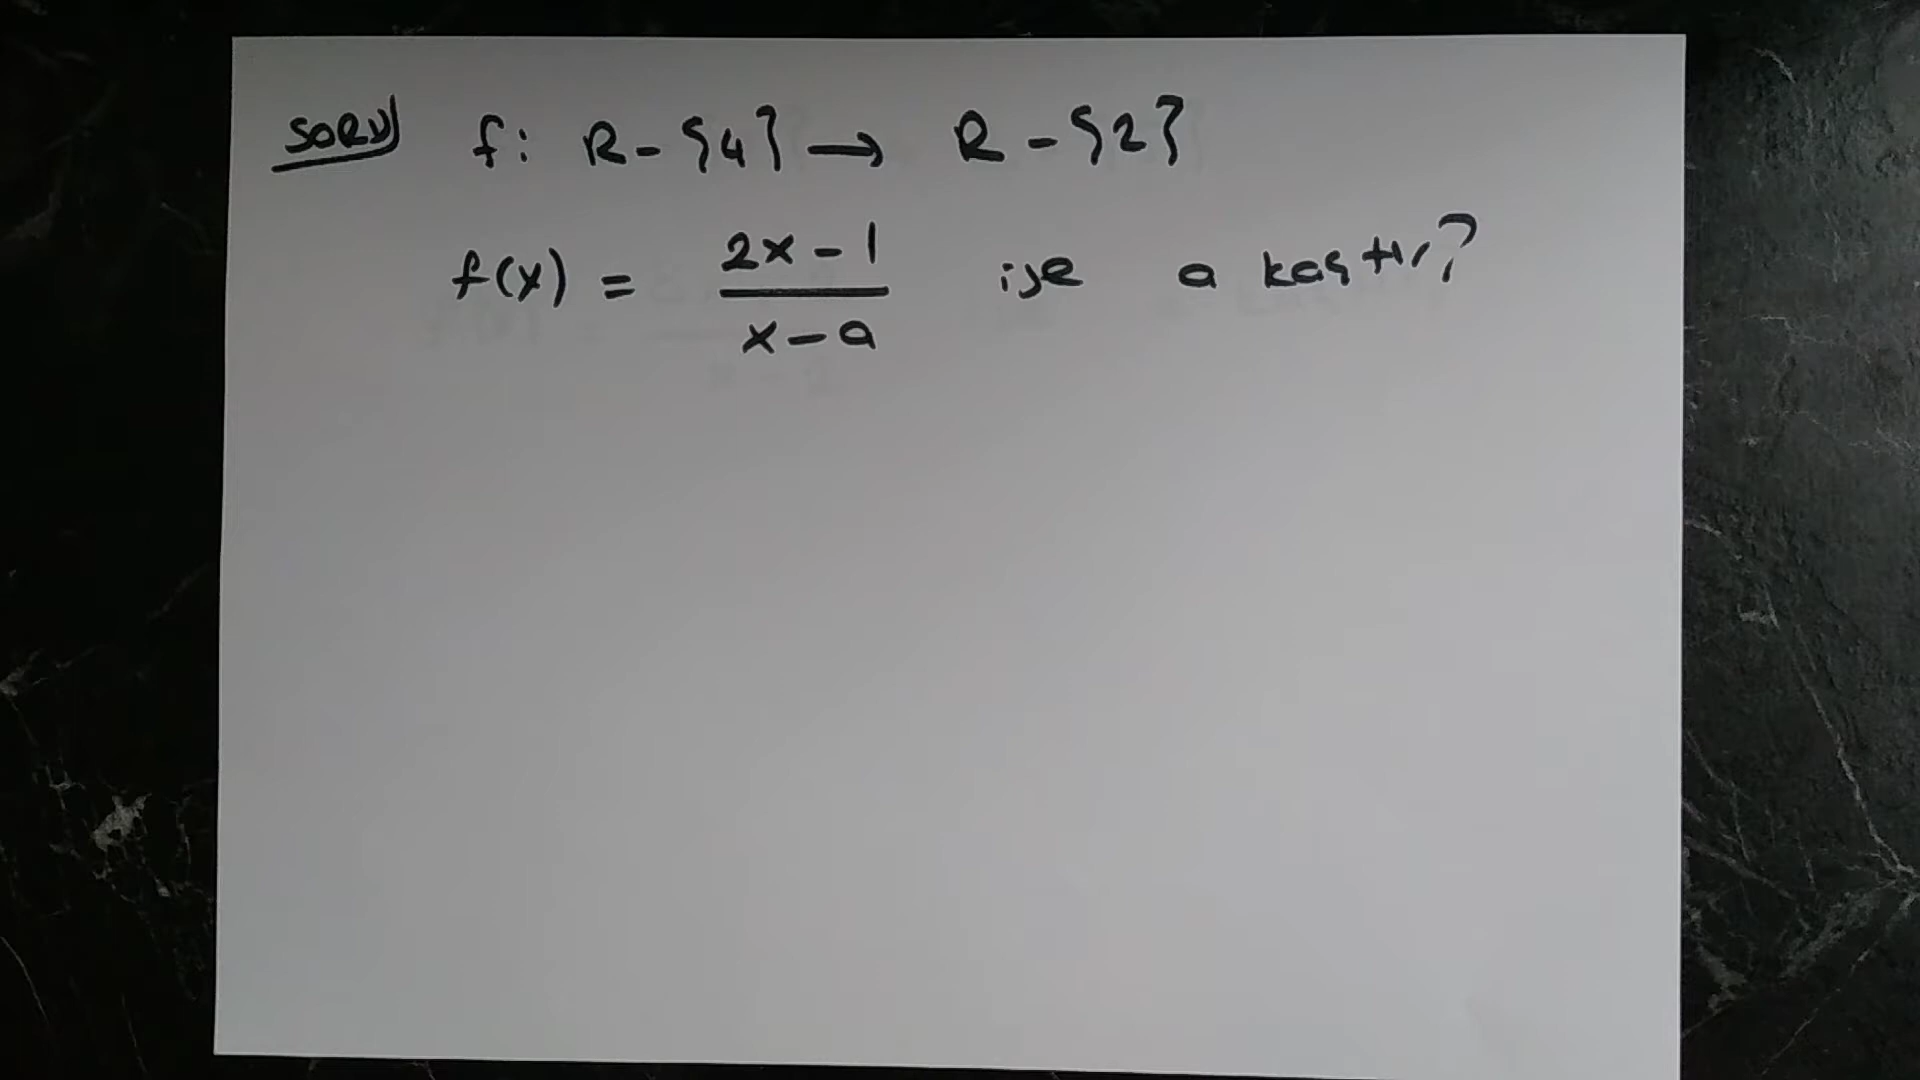 SORU f: R - {4} → R - {2}
f(x) = (2x - 1)/(x - a) ise a kaçtır?